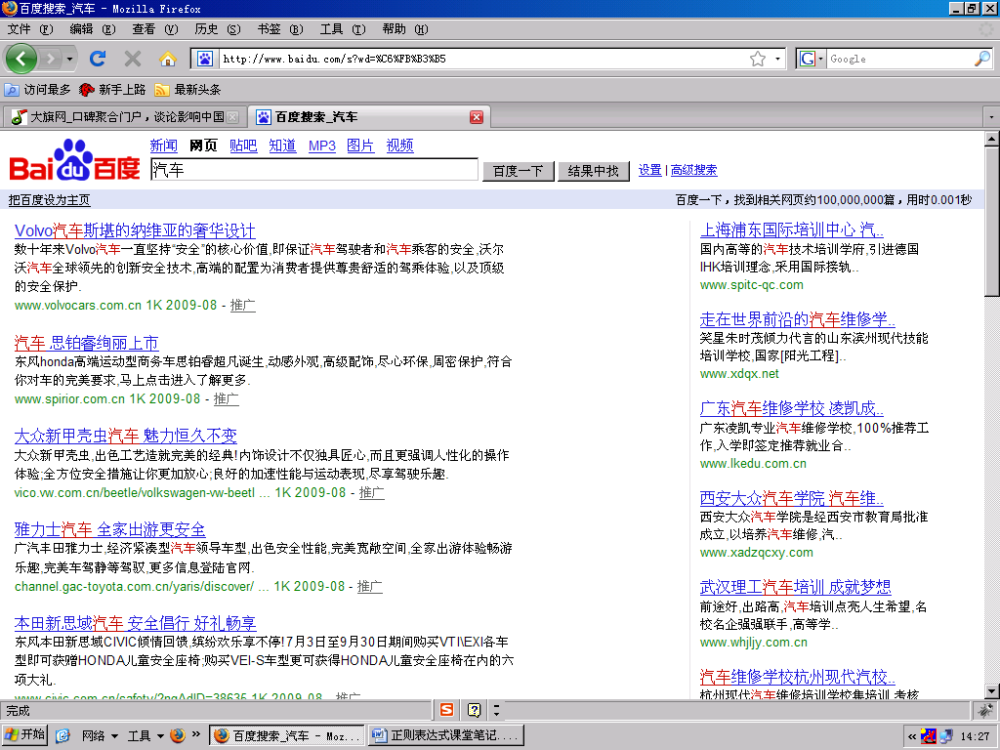 百度搜索_汽车 - Mozilla Firefox
文件 (F) 编辑 (E) 查看 (V) 历史 (S) 书签 (B) 工具 (T) 帮助 (H)
http://www.baidu.com/s?wd=%C6%FB%B3%B5
Google
访问最多 新手上路 最新头条
大旗网_口碑聚合门户，谈论影响中国
百度搜索_汽车
Bai du 百度
新闻 网页 贴吧 知道 MP3 图片 视频
汽车
百度一下 结果中找 设置 | 高级搜索
把百度设为主页
百度一下，找到相关网页约100,000,000篇，用时0.001秒
Volvo汽车斯堪的纳维亚的奢华设计
数十年来Volvo汽车一直坚持“安全”的核心价值,即保证汽车驾驶者和汽车乘客的安全,沃尔
沃汽车全球领先的创新安全技术,高端的配置为消费者提供尊贵舒适的驾乘体验,以及顶级
的安全保护.
www.volvocars.com.cn 1K 2009-08 - 推广
汽车 思铂睿绚丽上市
东风honda高端运动型商务车思铂睿超凡诞生,动感外观,高级配饰,尽心环保,周密保护,符合
你对车的完美要求,马上点击进入了解更多.
www.spirior.com.cn 1K 2009-08 - 推广
大众新甲壳虫汽车 魅力恒久不变
大众新甲壳虫,出色工艺造就完美的经典!内饰设计不仅独具匠心,而且更强调人性化的操作
体验;全方位安全措施让你更加放心;良好的加速性能与运动表现,尽享驾驶乐趣.
vico.vw.com.cn/beetle/volkswagen-vw-beetl ... 1K 2009-08 - 推广
雅力士汽车 全家出游更安全
广汽丰田雅力士,经济紧凑型汽车领导车型,出色安全性能,完美宽敞空间,全家出游体验畅游
乐趣,完美车驾静等驾驭,更多信息登陆官网.
channel.gac-toyota.com.cn/yaris/discover/ ... 1K 2009-08 - 推广
本田新思域汽车 安全倡行 好礼畅享
东风本田新思域CIVIC倾情回馈,缤纷欢乐享不停!7月3日至9月30日期间购买VTI\EXI各车
型即可获赠HONDA儿童安全座椅;购买VEI-S车型更可获得HONDA儿童安全座椅在内的六
项大礼.
www.civic.com.cn/safety/?ngAdID=38635 1K 2009-08 - 推广
上海浦东国际培训中心 汽..
国内高等的汽车技术培训学府,引进德国
IHK培训理念,采用国际接轨..
www.spitc-qc.com
走在世界前沿的汽车维修学..
笑星朱时茂倾力代言的山东滨州现代技能
培训学校,国家[阳光工程]..
www.xdqx.net
广东汽车维修学校 凌凯成..
广东凌凯专业汽车维修学校,100%推荐工
作,入学即签定推荐就业合..
www.lkedu.com.cn
西安大众汽车学院 汽车维..
西安大众汽车学院是经西安市教育局批准
成立,以培养汽车维修,汽..
www.xadzqcxy.com
武汉理工汽车培训 成就梦想
前途好,出路高,汽车培训点亮人生希望,名
校名企强强联手,高等学..
www.whjljy.com.cn
汽车维修学校杭州现代汽校..
杭州现代汽车维修培训学校集培训 考核
完成
开始 网络 工具 » 百度搜索_汽车 - Moz... 正则表达式课堂笔记.... « 14:27